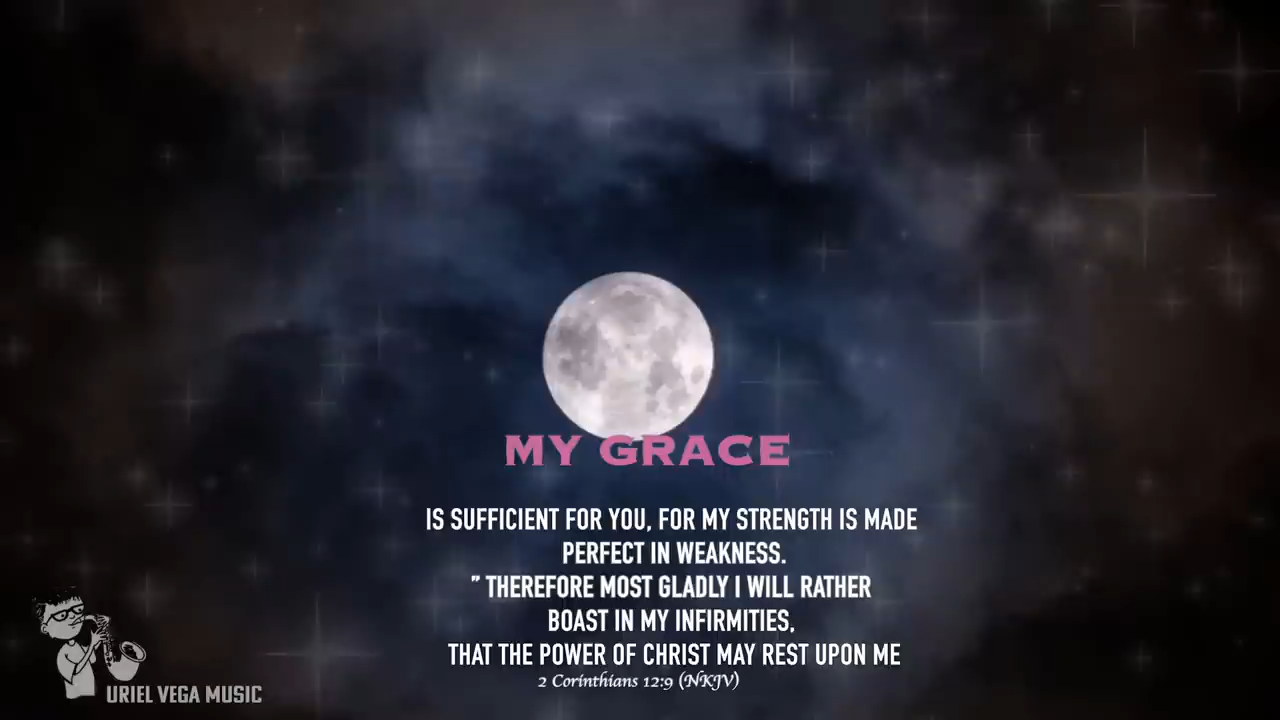 MY GRACE
IS SUFFICIENT FOR YOU, FOR MY STRENGTH IS MADE
PERFECT IN WEAKNESS.
” THEREFORE MOST GLADLY I WILL RATHER
BOAST IN MY INFIRMITIES,
THAT THE POWER OF CHRIST MAY REST UPON ME
2 Corinthians 12:9 (NKJV)
URIEL VEGA MUSIC